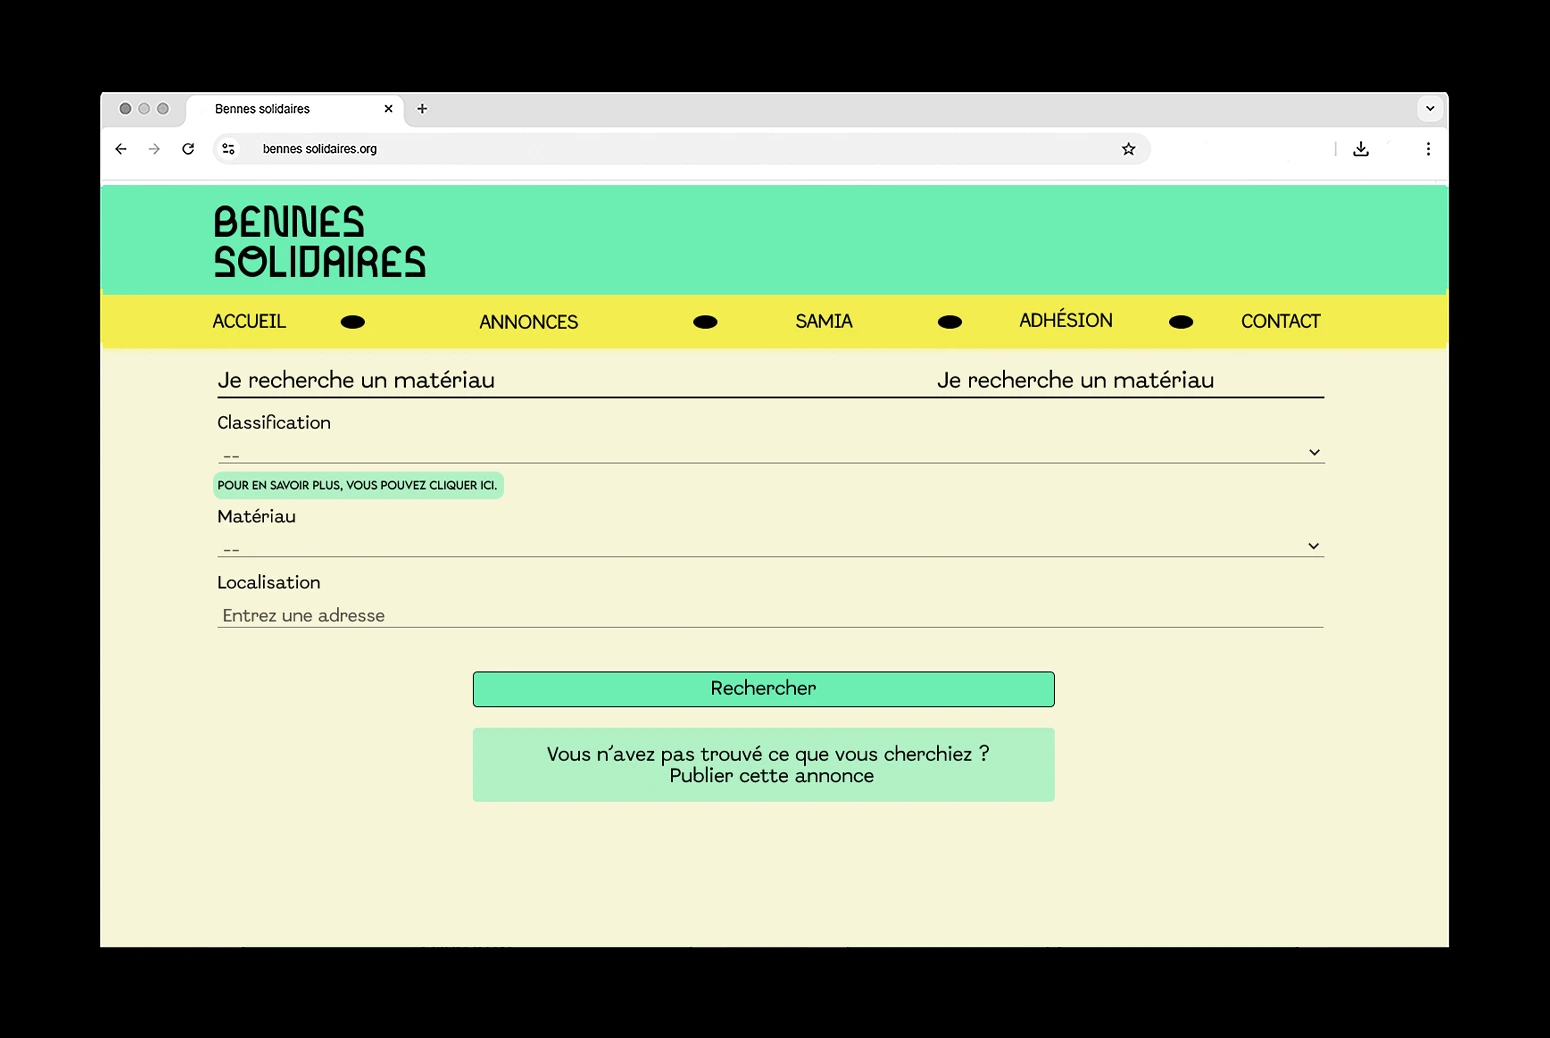 Bennes solidaires
bennes solidaires.org
BENNES
SOLIDAIRES
ACCUEIL ANNONCES SAMIA ADHÉSION CONTACT
Je recherche un matériau Je recherche un matériau
Classification
--
POUR EN SAVOIR PLUS, VOUS POUVEZ CLIQUER ICI.
Matériau
--
Localisation
Entrez une adresse
Rechercher
Vous n´avez pas trouvé ce que vous cherchiez ?
Publier cette annonce